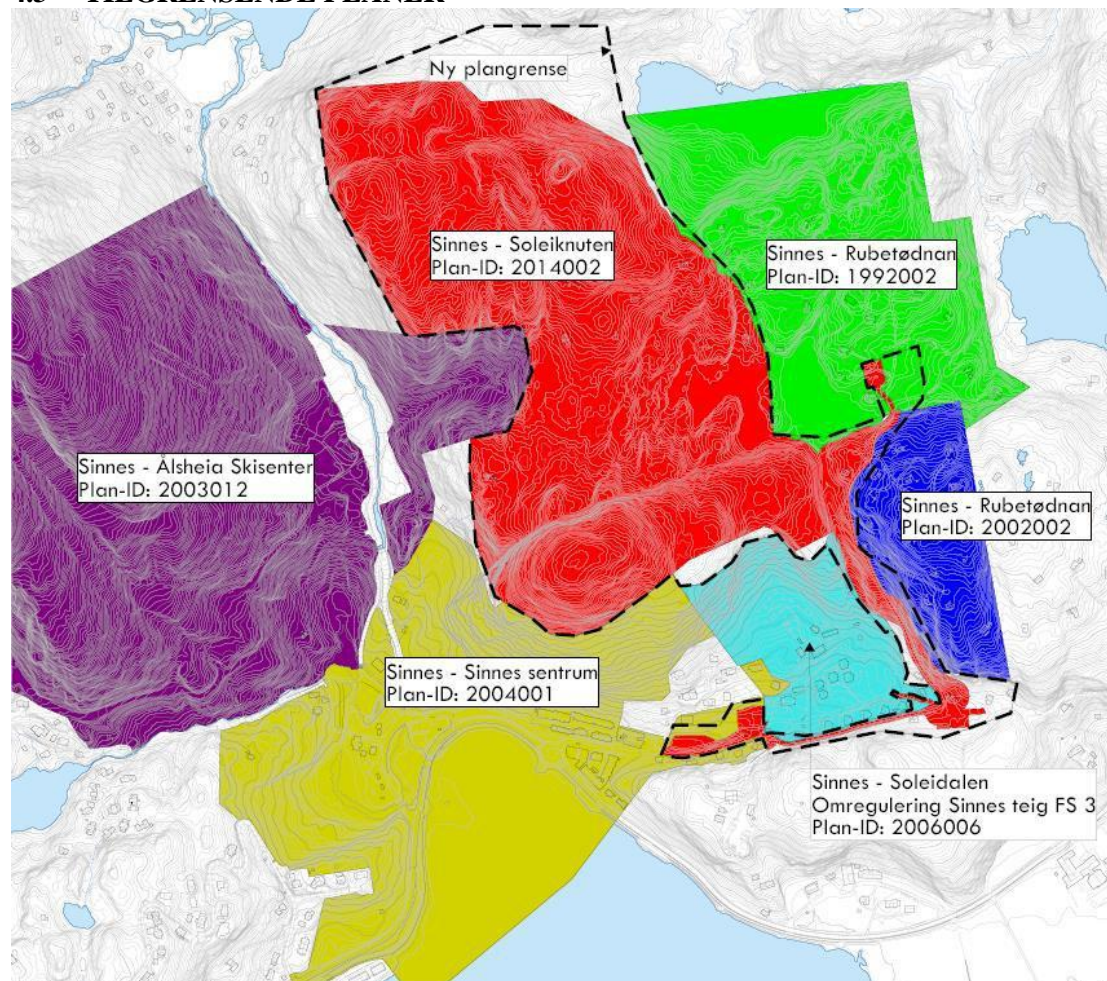 Ny plangrense
Sinnes - Soleiknuten
Plan-ID: 2014002
Sinnes - Rubetødnan
Plan-ID: 1992002
Sinnes - Ålsheia Skisenter
Plan-ID: 2003012
Sinnes - Rubetødnan
Plan-ID: 2002002
Sinnes - Sinnes sentrum
Plan-ID: 2004001
Sinnes - Soleidalen
Omregulering Sinnes teig FS 3
Plan-ID: 2006006